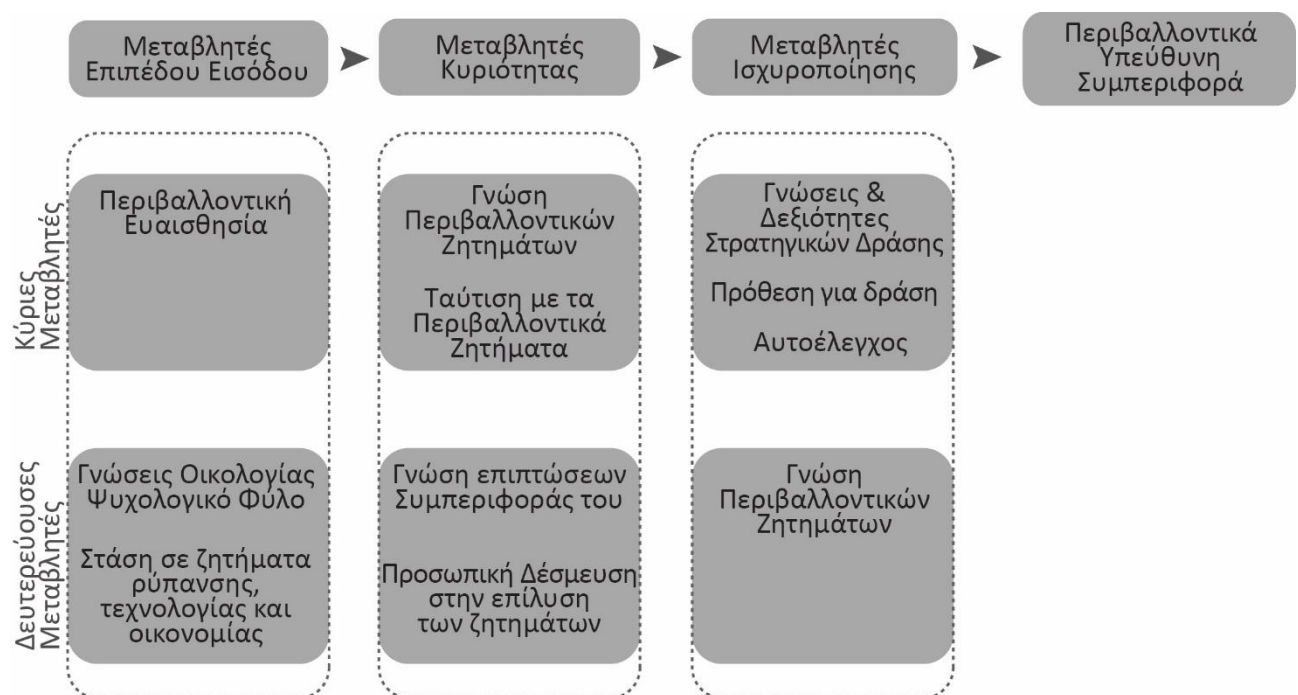 Μεταβλητές
Επιπέδου Εισόδου
Μεταβλητές
Κυριότητας
Μεταβλητές
Ισχυροποίησης
Περιβαλλοντικά
Υπεύθυνη
Συμπεριφορά
Κύριες
Μεταβλητές
Περιβαλλοντική
Ευαισθησία
Γνώση
Περιβαλλοντικών
Ζητημάτων
Ταύτιση με τα
Περιβαλλοντικά
Ζητήματα
Γνώσεις &
Δεξιότητες
Στρατηγικών Δράσης
Πρόθεση για δράση
Αυτοέλεγχος
Δευτερεύουσες
Μεταβλητές
Γνώσεις Οικολογίας
Ψυχολογικό Φύλο
Στάση σε ζητήματα
ρύπανσης,
τεχνολογίας και
οικονομίας
Γνώση επιπτώσεων
Συμπεριφοράς του
Προσωπική Δέσμευση
στην επίλυση
των ζητημάτων
Γνώση
Περιβαλλοντικών
Ζητημάτων